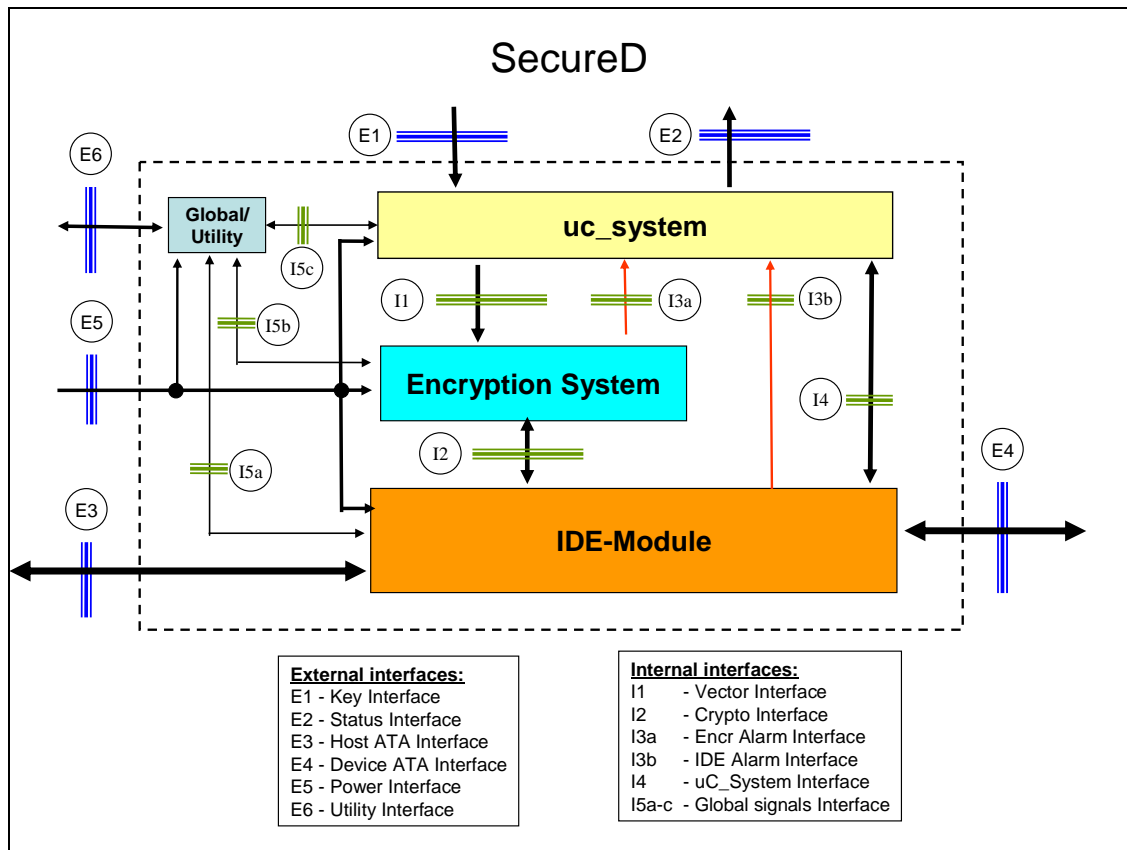 SecureD
E1
E2
E6
Global/
Utility
uc_system
I5c
I1
I3a
I3b
E5
I5b
Encryption System
I4
I2
I5a
E4
E3
IDE-Module
External interfaces:
E1 - Key Interface
E2 - Status Interface
E3 - Host ATA Interface
E4 - Device ATA Interface
E5 - Power Interface
E6 - Utility Interface
Internal interfaces:
I1 - Vector Interface
I2 - Crypto Interface
I3a - Encr Alarm Interface
I3b - IDE Alarm Interface
I4 - uC_System Interface
I5a-c - Global signals Interface